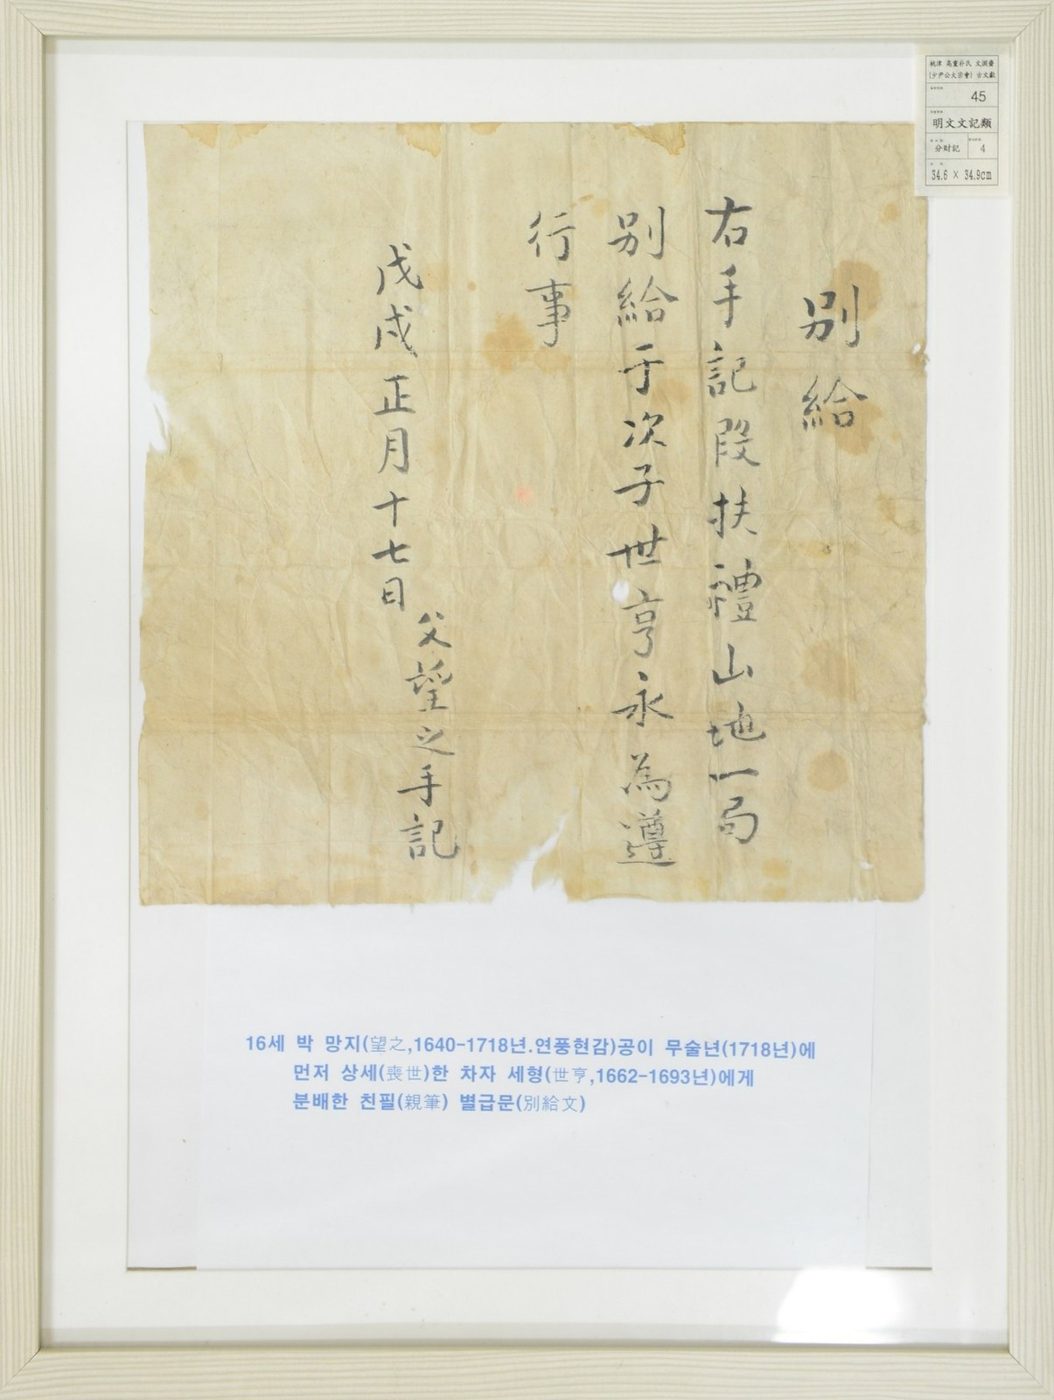 別給
右手記段扶禮山地一局
別給于次子世亨永為遵
行事
戊戌正月十七日
父望之手記
45
明文文記類
分財記 4
34.6 X 34.9cm
16세 박 망지(望之,1640-1718년.연풍현감)공이 무술년(1718년)에
먼저 상세(喪世)한 차자 세형(世亨,1662-1693년)에게
분배한 친필(親筆) 별급문(別給文)